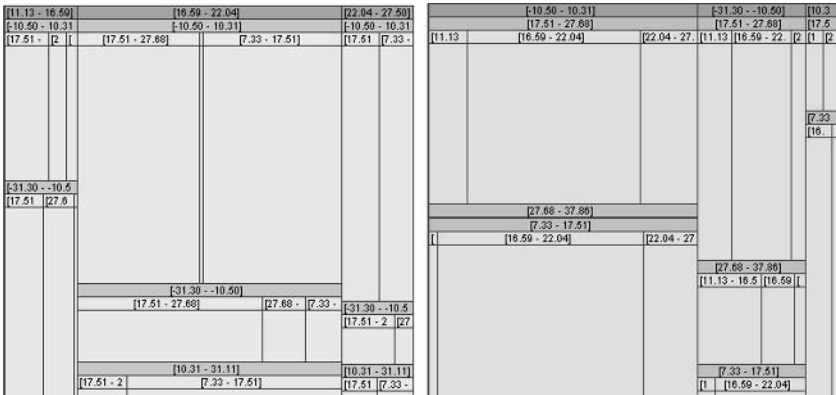 [11.13 - 16.59] [16.59 - 22.04] [22.04 - 27.50]
[-10.50 - 10.31 [-10.50 - 10.31] [-10.50 - 10.31
[17.51 - [2 [ [17.51 - 27.68] [7.33 - 17.51] [17.51 [7.33 -
[-31.30 - -10.5
[17.51 [27.6
[-31.30 - -10.50]
[17.51 - 27.68] [27.68 - [7.33 -
[-31.30 - -10.5
[17.51 - 2 [27
[10.31 - 31.11] [10.31 - 31.11]
[17.51 - 2 [7.33 - 17.51] [17.51 [7.33 -
[-10.50 - 10.31] [-31.30 - -10.50] [10.3
[17.51 - 27.68] [17.51 - 27.68] [17.5
[11.13 [16.59 - 22.04] [22.04 - 27. [11.13 [16.59 - 22. [2 [1 [2
[7.33
[16.
[27.68 - 37.86]
[7.33 - 17.51]
[ [16.59 - 22.04] [22.04 - 27
[27.68 - 37.86]
[11.13 - 16.5 [16.59 [
[7.33 - 17.51]
[1 [16.59 - 22.04]